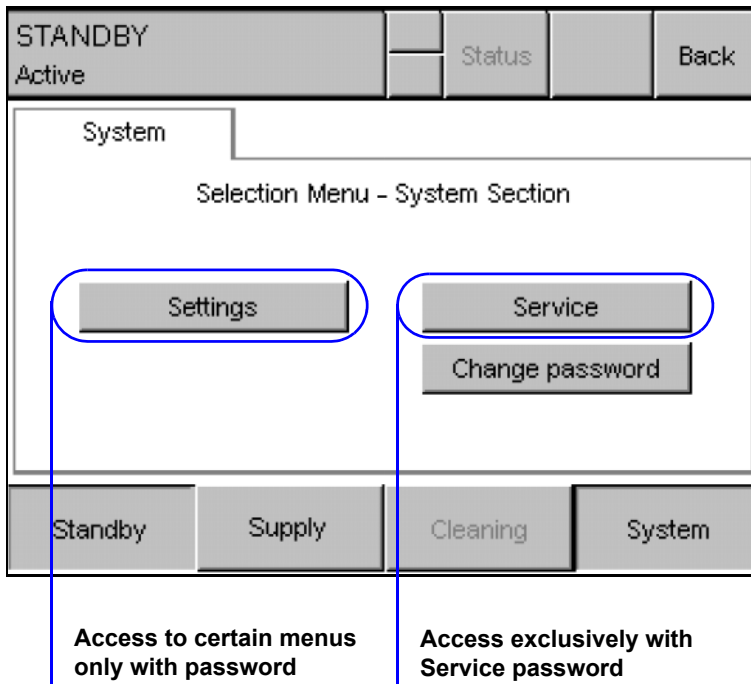 STANDBY
Active
Status
Back
System
Selection Menu - System Section
Settings
Service
Change password
Standby
Supply
Cleaning
System
Access to certain menus
only with password
Access exclusively with
Service password